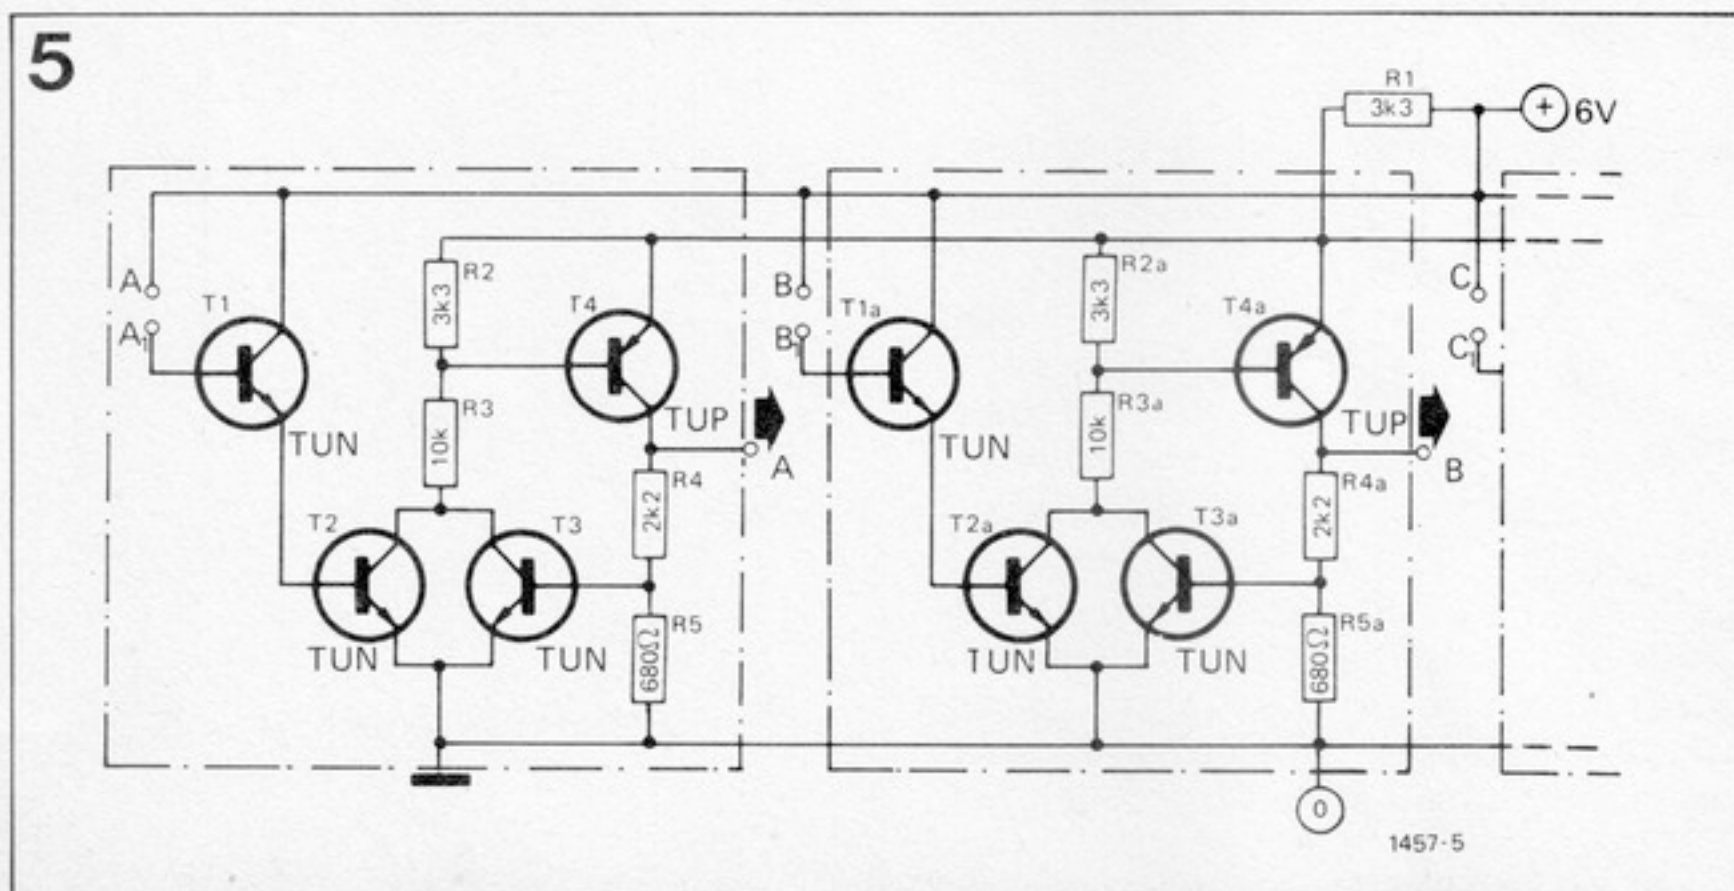 5
R1
3k3
+ 6V
A
A1
T1
TUN
R2
3k3
R3
10k
T4
TUP
A
R4
2k2
T2
TUN
T3
TUN
R5
680Ω
B
B1
T1a
TUN
R2a
3k3
R3a
10k
T4a
TUP
B
R4a
2k2
T2a
TUN
T3a
TUN
R5a
680Ω
C
C1
0
1457-5